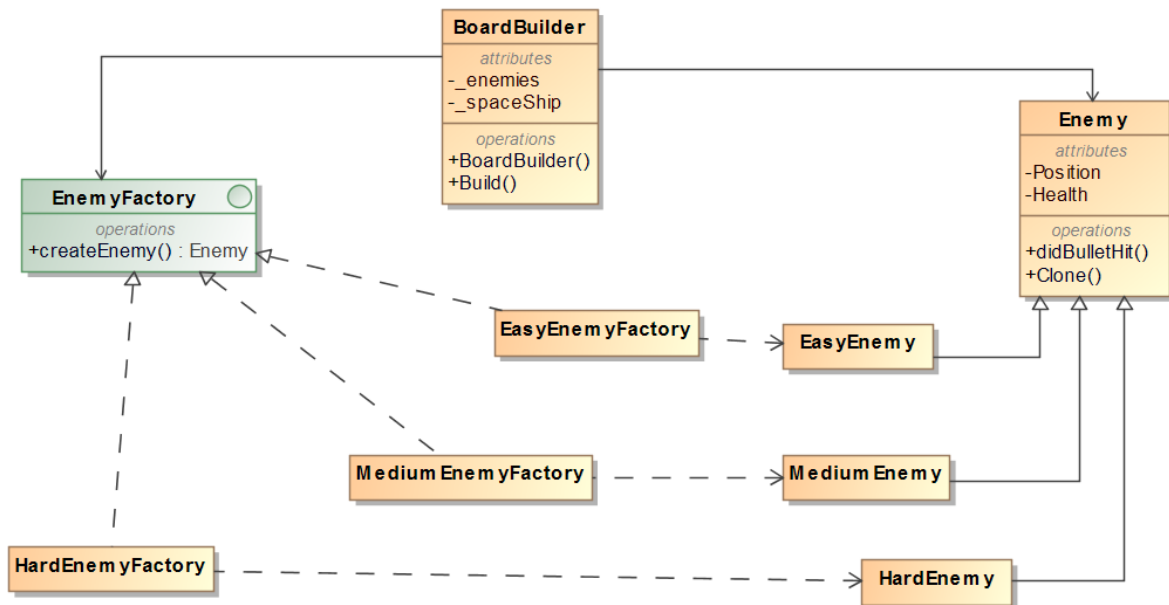 BoardBuilder
attributes
-_enemies
-_spaceShip
operations
+BoardBuilder()
+Build()
Enemy
attributes
-Position
-Health
operations
+didBulletHit()
+Clone()
EnemyFactory
operations
+createEnemy() : Enemy
EasyEnemyFactory
EasyEnemy
MediumEnemyFactory
MediumEnemy
HardEnemyFactory
HardEnemy